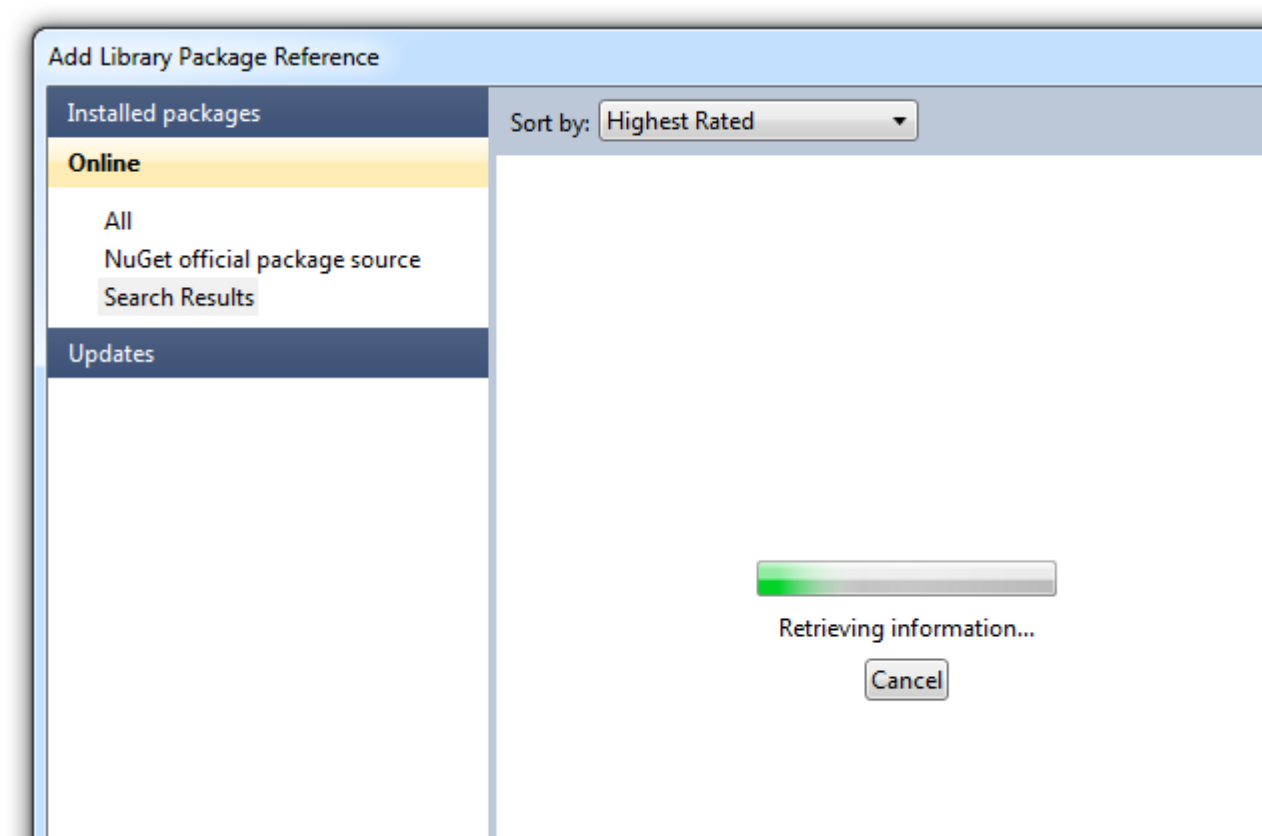 Add Library Package Reference
Installed packages
Online
All
NuGet official package source
Search Results
Updates
Sort by: Highest Rated
Retrieving information...
Cancel